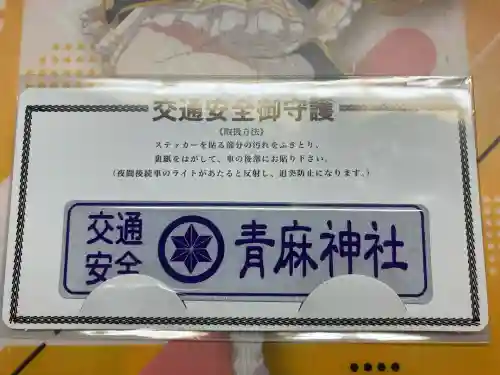 交通安全御守護
《取扱方法》
ステッカーを貼る部分の汚れをふきとり、
裏紙をはがして、車の後部にお貼り下さい。
（夜間後続車のライトがあたると反射し、追突防止になります。）
交通安全
青麻神社